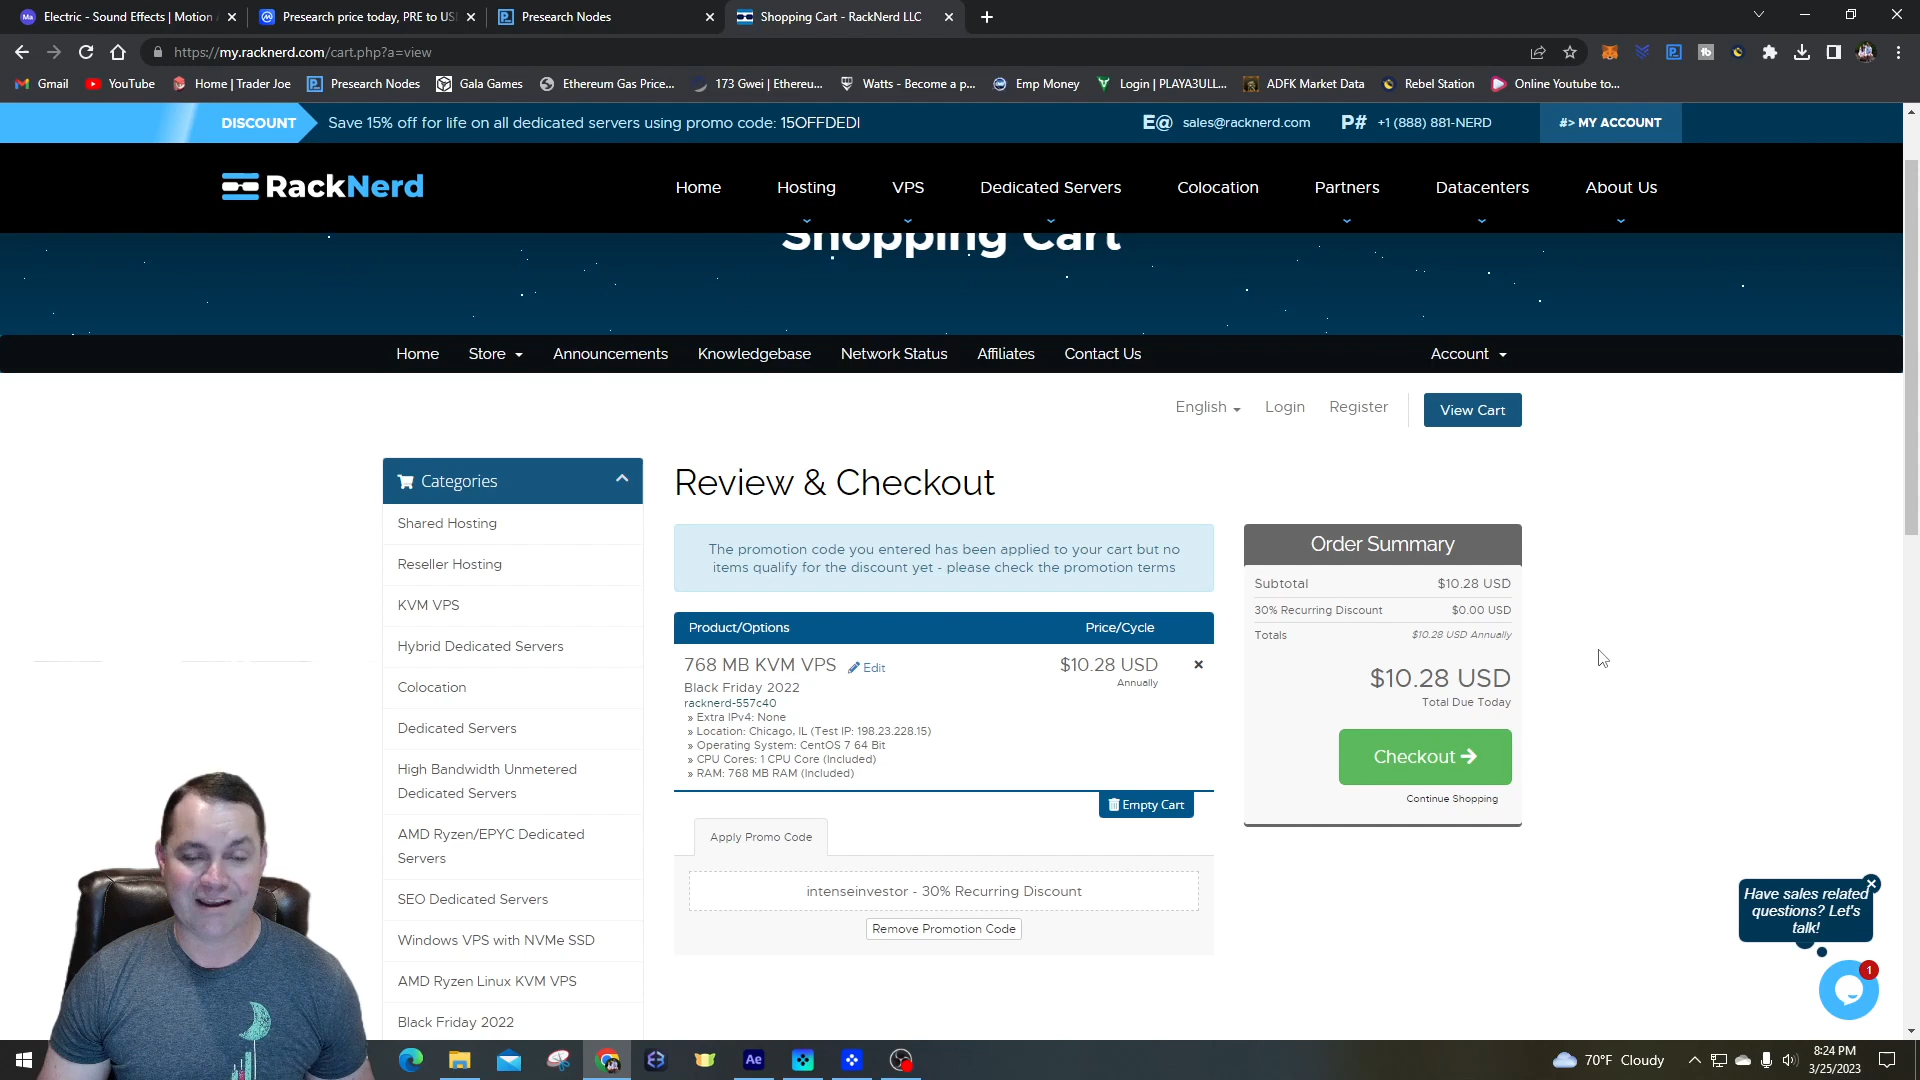 Electric - Sound Effects | Motion
Presearch price today, PRE to US
Presearch Nodes
Shopping Cart - RackNerd LLC
https://my.racknerd.com/cart.php?a=view
Gmail
YouTube
Home | Trader Joe
Presearch Nodes
Gala Games
Ethereum Gas Price...
173 Gwei | Ethereu...
Watts - Become a p...
Emp Money
Login | PLAYA3ULL...
ADFK Market Data
Rebel Station
Online Youtube to...
DISCOUNT
Save 15% off for life on all dedicated servers using promo code: 15OFFDEDI
E@ sales@racknerd.com
P# +1 (888) 881-NERD
#> MY ACCOUNT
RackNerd
Home
Hosting
VPS
Dedicated Servers
Colocation
Partners
Datacenters
About Us
Shopping Cart
Home
Store
Announcements
Knowledgebase
Network Status
Affiliates
Contact Us
Account
English
Login
Register
View Cart
Categories
Shared Hosting
Reseller Hosting
KVM VPS
Hybrid Dedicated Servers
Colocation
Dedicated Servers
High Bandwidth Unmetered
Dedicated Servers
AMD Ryzen/EPYC Dedicated
Servers
SEO Dedicated Servers
Windows VPS with NVMe SSD
AMD Ryzen Linux KVM VPS
Black Friday 2022
Review & Checkout
The promotion code you entered has been applied to your cart but no
items qualify for the discount yet - please check the promotion terms
Product/Options
Price/Cycle
768 MB KVM VPS
Edit
$10.28 USD
Annually
Black Friday 2022
racknerd-557c40
» Extra IPv4: None
» Location: Chicago, IL (Test IP: 198.23.228.15)
» Operating System: CentOS 7 64 Bit
» CPU Cores: 1 CPU Core (Included)
» RAM: 768 MB RAM (Included)
Empty Cart
Apply Promo Code
intenseinvestor - 30% Recurring Discount
Remove Promotion Code
Order Summary
Subtotal $10.28 USD
30% Recurring Discount $0.00 USD
Totals $10.28 USD Annually
$10.28 USD
Total Due Today
Checkout
Continue Shopping
Have sales related
questions? Let's
talk!
1
Ae
70°F Cloudy
8:24 PM
3/25/2023